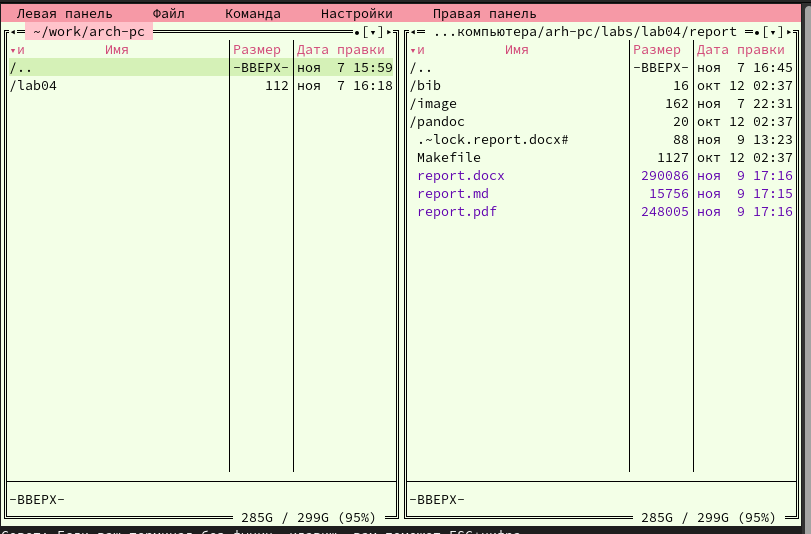 Левая панель Файл Команда Настройки Правая панель
~/work/arch-pc
▾и Имя Размер Дата правки
/.. -ВВЕРХ- ноя 7 15:59
/lab04 112 ноя 7 16:18
-ВВЕРХ-
285G / 299G (95%)
...компьютера/arh-pc/labs/lab04/report
▾и Имя Размер Дата правки
/.. -ВВЕРХ- ноя 7 16:45
/bib 16 окт 12 02:37
/image 162 ноя 7 22:31
/pandoc 20 окт 12 02:37
.~lock.report.docx# 88 ноя 9 13:23
Makefile 1127 окт 12 02:37
report.docx 290086 ноя 9 17:16
report.md 15756 ноя 9 17:15
report.pdf 248005 ноя 9 17:16
-ВВЕРХ-
285G / 299G (95%)